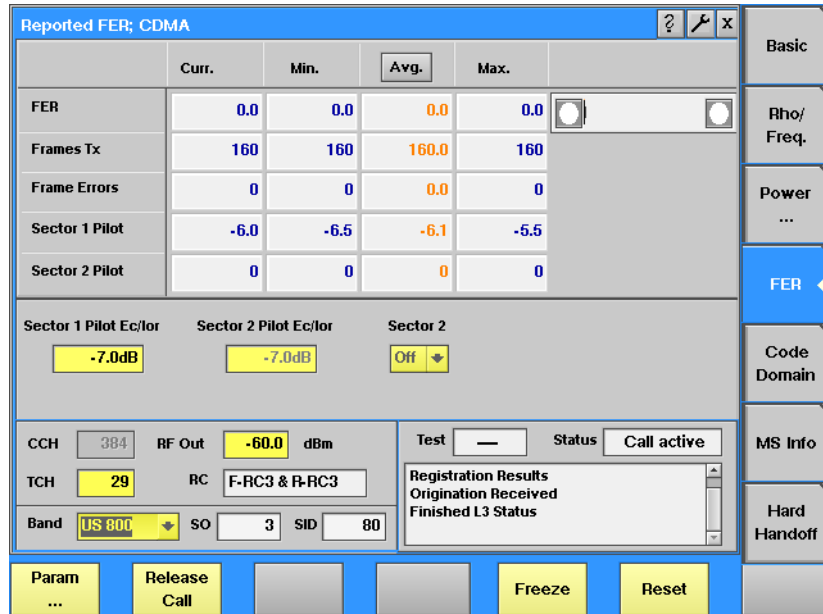 Reported FER; CDMA ? x
Curr. Min. Avg. Max.
FER 0.0 0.0 0.0 0.0
Frames Tx 160 160 160.0 160
Frame Errors 0 0 0.0 0
Sector 1 Pilot -6.0 -6.5 -6.1 -5.5
Sector 2 Pilot 0 0 0 0
Sector 1 Pilot Ec/Ior Sector 2 Pilot Ec/Ior Sector 2
-7.0dB -7.0dB Off
CCH 384 RF Out -60.0 dBm
TCH 29 RC F-RC3 & R-RC3
Band US 800 SO 3 SID 80
Test — Status Call active
Registration Results
Origination Received
Finished L3 Status
Basic
Rho/
Freq.
Power
...
FER
Code
Domain
MS Info
Hard
Handoff
Param
...
Release
Call
Freeze
Reset